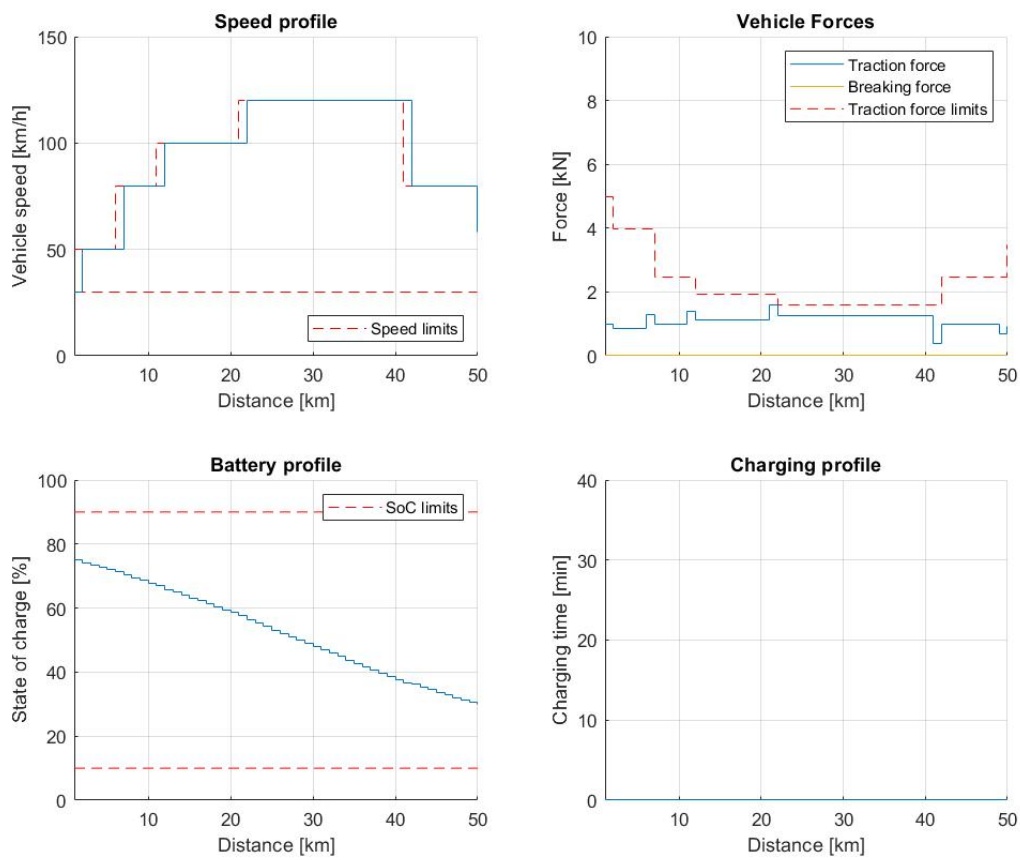 Speed profile
150
100
50
0
10
20
30
40
50
Vehicle speed [km/h]
Distance [km]
Speed limits
Vehicle Forces
10
8
6
4
2
0
10
20
30
40
50
Force [kN]
Distance [km]
Traction force
Breaking force
Traction force limits
Battery profile
100
80
60
40
20
0
10
20
30
40
50
State of charge [%]
Distance [km]
SoC limits
Charging profile
40
30
20
10
0
10
20
30
40
50
Charging time [min]
Distance [km]